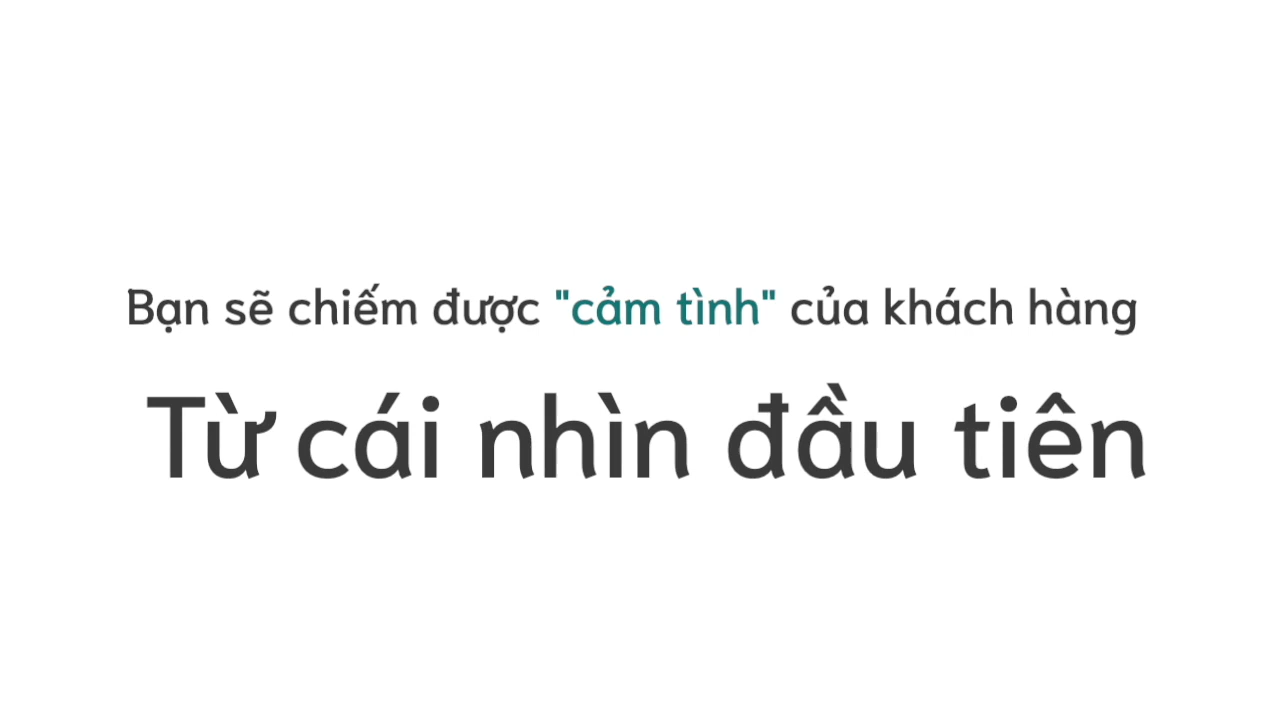 Bạn sẽ chiếm được "cảm tình" của khách hàng
Từ cái nhìn đầu tiên